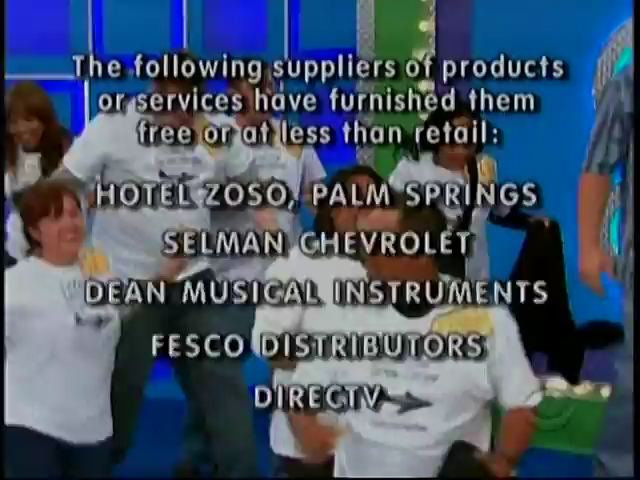 The following suppliers of products
or services have furnished them
free or at less than retail:
HOTEL ZOSO, PALM SPRINGS
SELMAN CHEVROLET
DEAN MUSICAL INSTRUMENTS
FESCO DISTRIBUTORS
DIRECTV